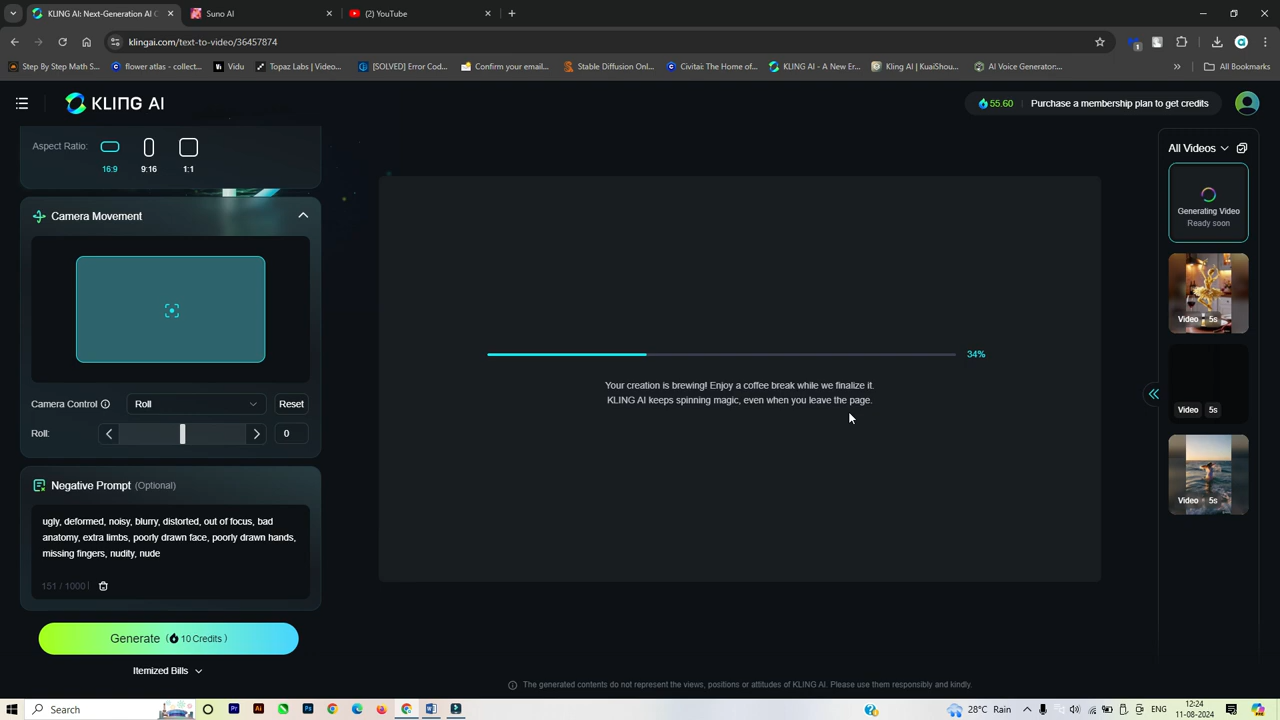 KLING AI: Next-Generation AI C
Suno AI
(2) YouTube
klingai.com/text-to-video/36457874
1
Step By Step Math S...
flower atlas - collect...
Vidu
Topaz Labs | Video...
[SOLVED] Error Cod...
Confirm your email...
Stable Diffusion Onl...
Civitai: The Home of...
KLING AI - A New Er...
Kling AI | KuaiShou...
AI Voice Generator:...
All Bookmarks
KLING AI
55.60
Purchase a membership plan to get credits
Aspect Ratio:
16:9
9:16
1:1
Camera Movement
Camera Control
Roll
Reset
Roll:
0
Negative Prompt (Optional)
ugly, deformed, noisy, blurry, distorted, out of focus, bad
anatomy, extra limbs, poorly drawn face, poorly drawn hands,
missing fingers, nudity, nude
151 / 1000
Generate ( 10 Credits )
Itemized Bills
34%
Your creation is brewing! Enjoy a coffee break while we finalize it.
KLING AI keeps spinning magic, even when you leave the page.
The generated contents do not represent the views, positions or attitudes of KLING AI. Please use them responsibly and kindly.
All Videos
Generating Video
Ready soon
Video 5s
Video 5s
Video 5s
Search
Pr
Ai
Ps
28°C Rain
ENG
12:24
11-08-2024